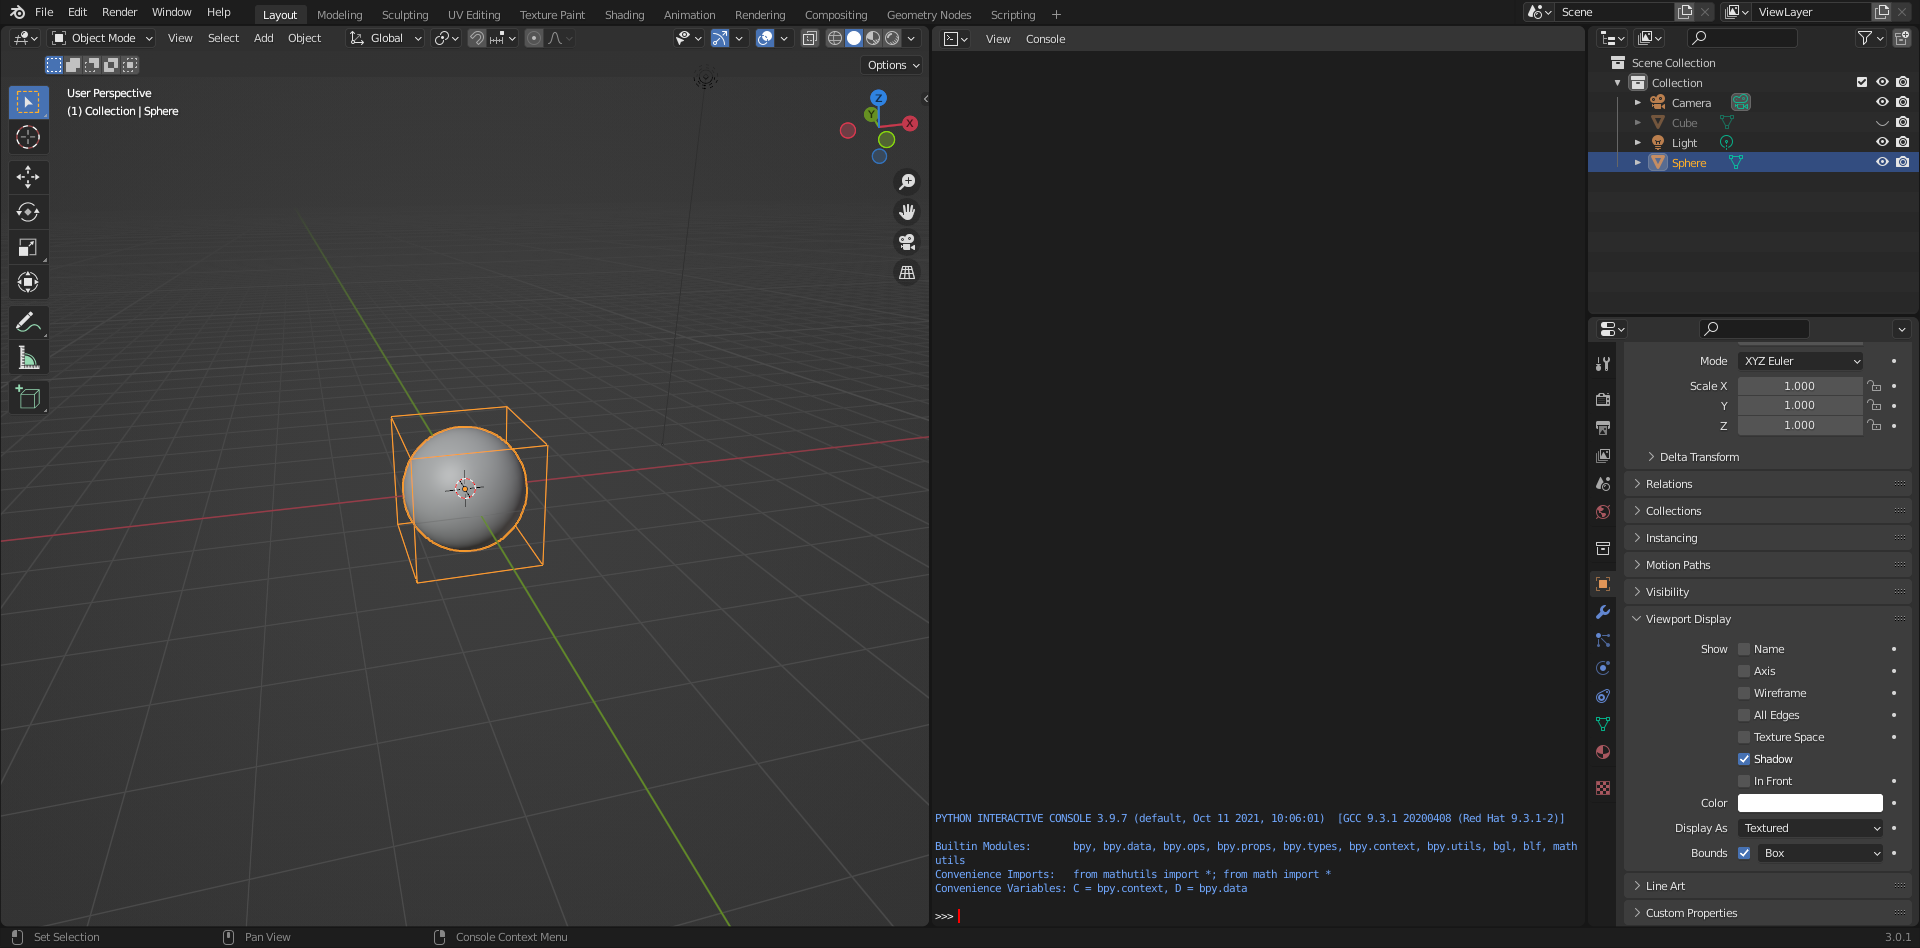 File Edit Render Window Help Layout Modeling Sculpting UV Editing Texture Paint Shading Animation Rendering Compositing Geometry Nodes Scripting + Scene ViewLayer
Object Mode View Select Add Object Global
View Console
Options
User Perspective
(1) Collection | Sphere
Z
Y
X
PYTHON INTERACTIVE CONSOLE 3.9.7 (default, Oct 11 2021, 10:06:01)  [GCC 9.3.1 20200408 (Red Hat 9.3.1-2)]
Builtin Modules:       bpy, bpy.data, bpy.ops, bpy.props, bpy.types, bpy.context, bpy.utils, bgl, blf, math
utils
Convenience Imports:   from mathutils import *; from math import *
Convenience Variables: C = bpy.context, D = bpy.data
>>>
Scene Collection
Collection
Camera
Cube
Light
Sphere
Mode XYZ Euler
Scale X 1.000
Y 1.000
Z 1.000
Delta Transform
Relations
Collections
Instancing
Motion Paths
Visibility
Viewport Display
Show Name
Axis
Wireframe
All Edges
Texture Space
Shadow
In Front
Color
Display As Textured
Bounds Box
Line Art
Custom Properties
Set Selection Pan View Console Context Menu 3.0.1